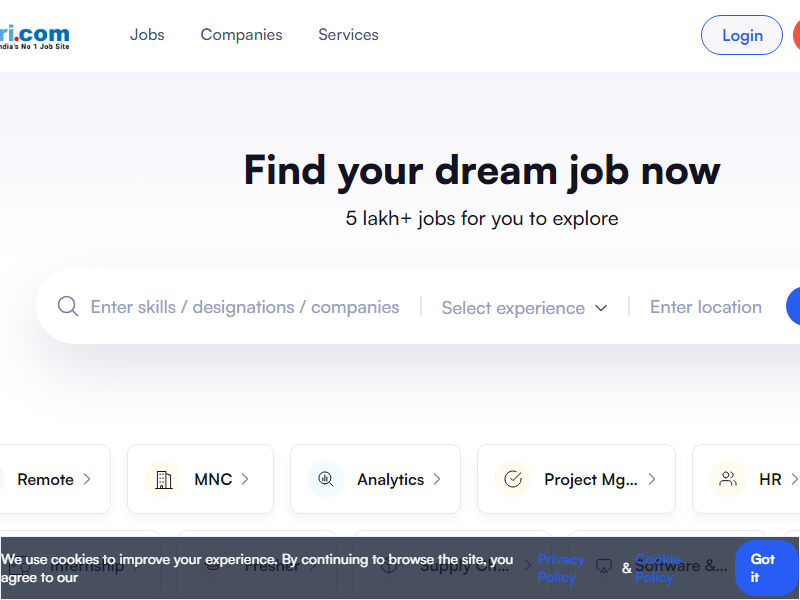 ri.com
ndia's No 1 Job Site
Jobs
Companies
Services
Login
Find your dream job now
5 lakh+ jobs for you to explore
Enter skills / designations / companies
Select experience
Enter location
Remote
MNC
Analytics
Project Mg...
HR
Internship
Fresher
Supply Ch...
Software &...
We use cookies to improve your experience. By continuing to browse the site, you
agree to our
Privacy
Policy
&
Cookie
Policy
Got
it